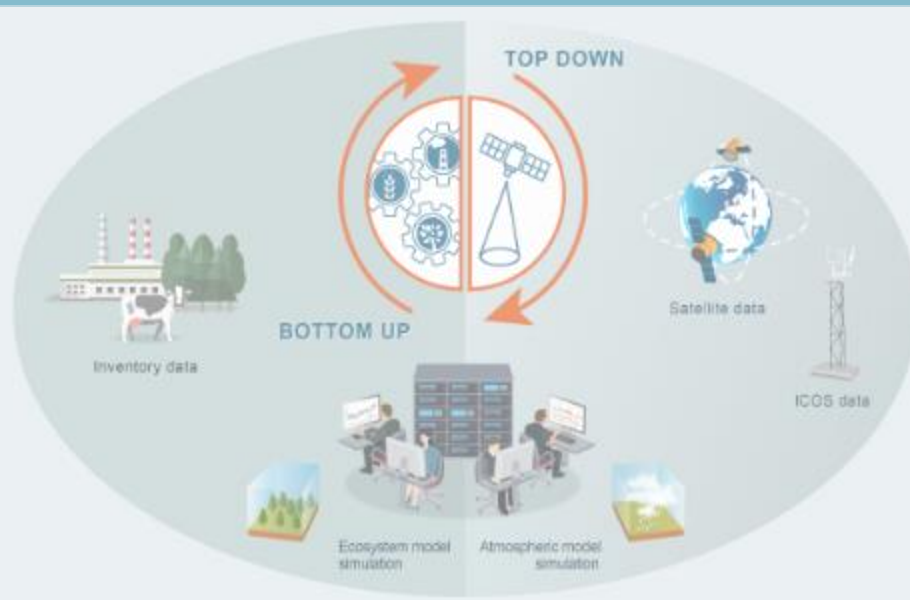 TOP DOWN
BOTTOM UP
Satellite data
Inventory data
ICOS data
Ecosystem model
simulation
Atmospheric model
simulation